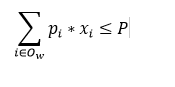 ∑_{i∈O_w} p_i * x_i ≤ P